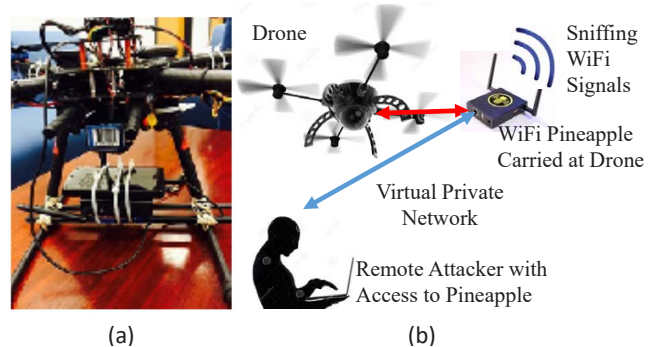 Drone
Sniffing
WiFi
Signals
WiFi Pineapple
Carried at Drone
Virtual Private
Network
Remote Attacker with
Access to Pineapple
(a)
(b)